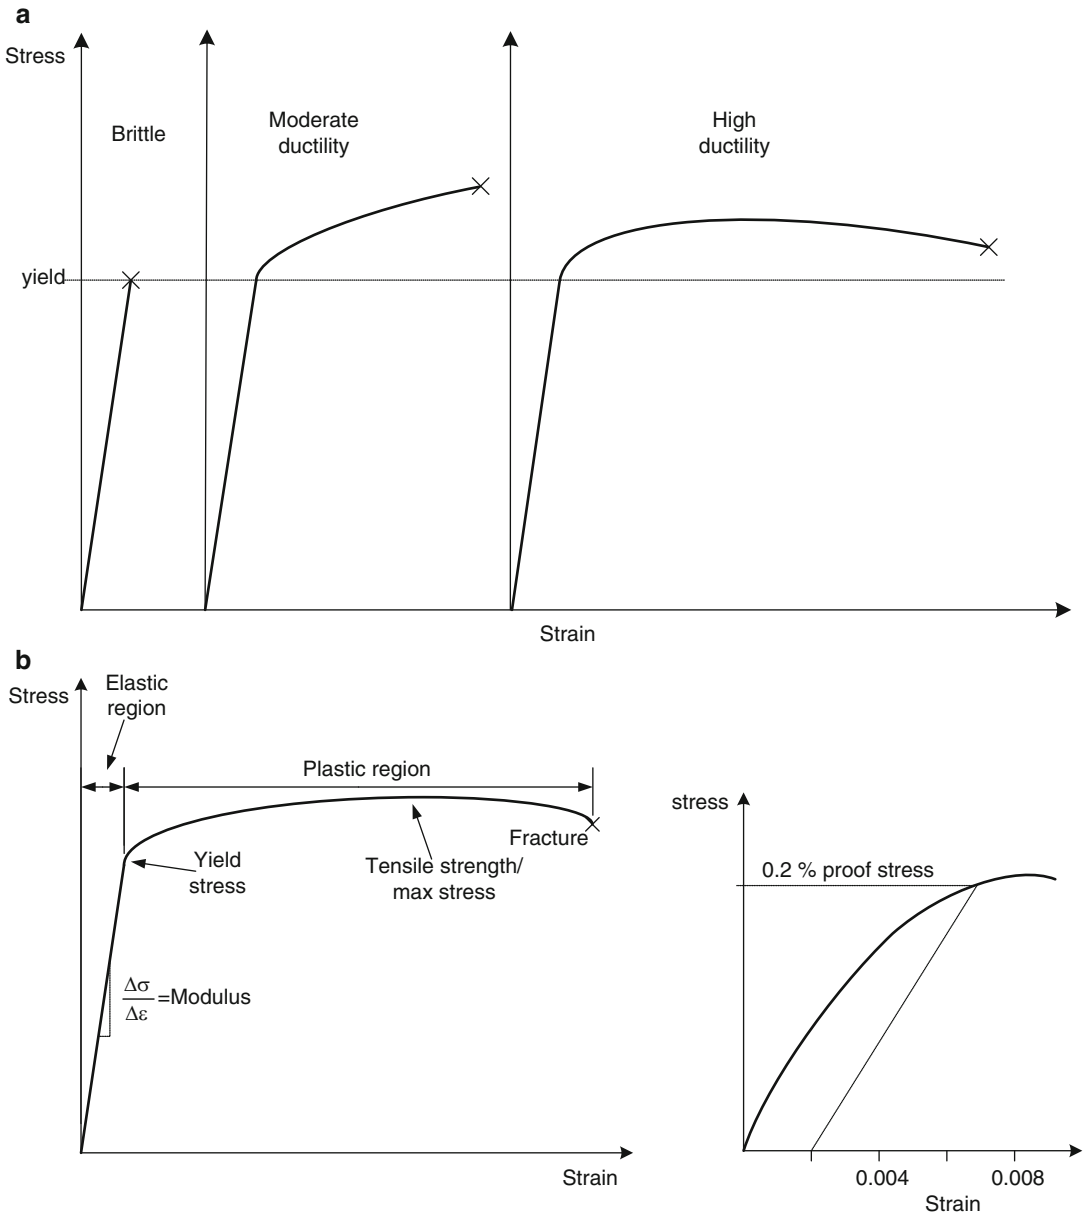 a
Stress
Brittle
Moderate
ductility
High
ductility
yield
Strain
b
Stress
Elastic
region
Plastic region
Fracture
Yield
stress
Tensile strength/
max stress
Δσ
Δε
=Modulus
Strain
stress
0.2 % proof stress
0.004
0.008
Strain